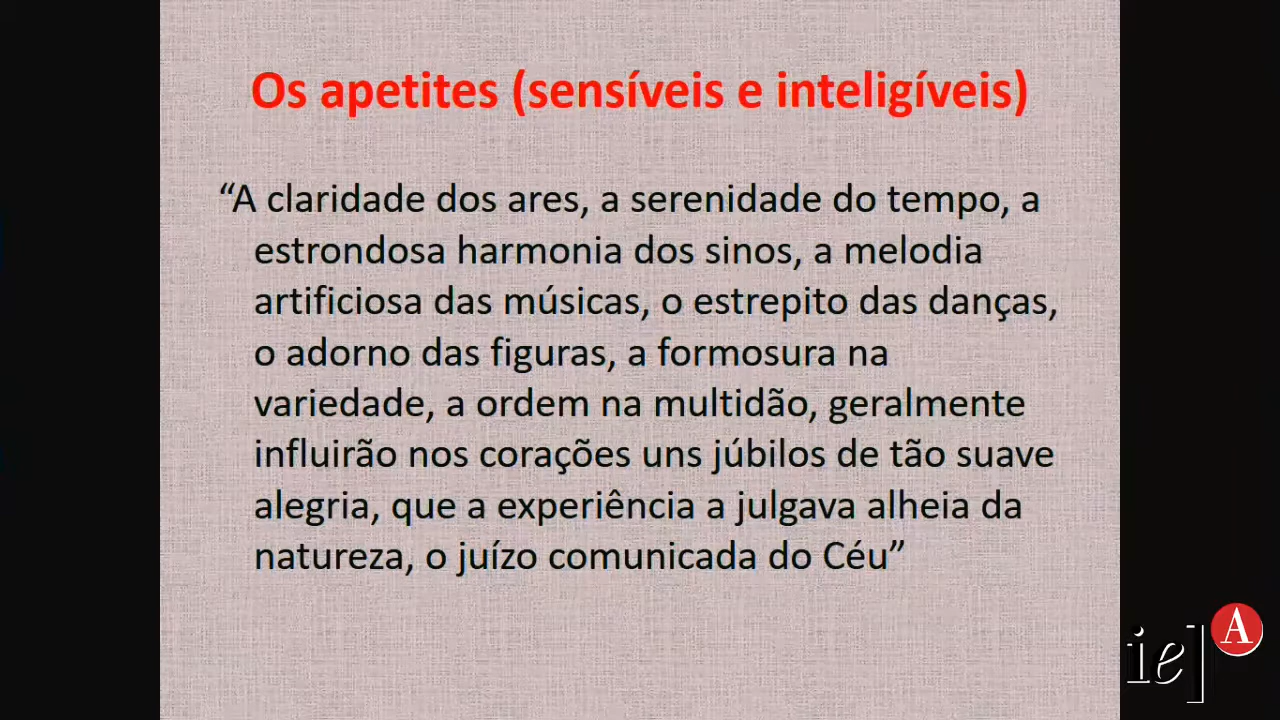 Os apetites (sensíveis e inteligíveis)
“A claridade dos ares, a serenidade do tempo, a
estrondosa harmonia dos sinos, a melodia
artificiosa das músicas, o estrepito das danças,
o adorno das figuras, a formosura na
variedade, a ordem na multidão, geralmente
influirão nos corações uns júbilos de tão suave
alegria, que a experiência a julgava alheia da
natureza, o juízo comunicada do Céu”
ie] A